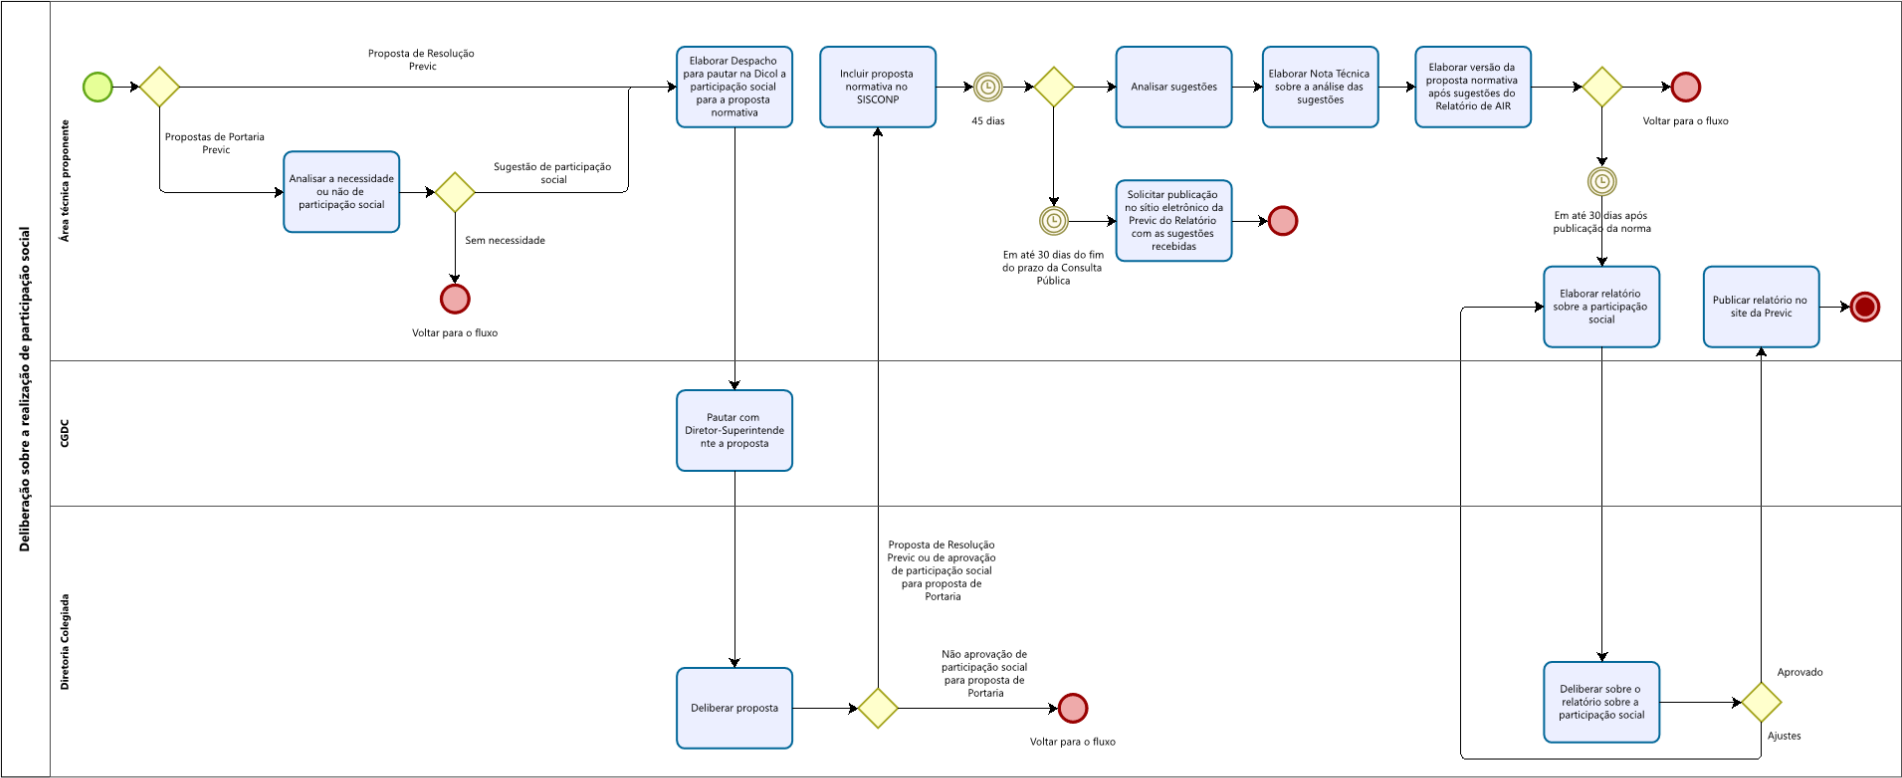 Deliberação sobre a realização de participação social
Área técnica proponente
Proposta de Resolução
Previc
Propostas de Portaria
Previc
Analisar a necessidade
ou não de
participação social
Sugestão de participação
social
Sem necessidade
Voltar para o fluxo
Elaborar Despacho
para pautar na Dicol a
participação social
para a proposta
normativa
Incluir proposta
normativa no
SISCONP
45 dias
Analisar sugestões
Elaborar Nota Técnica
sobre a análise das
sugestões
Elaborar versão da
proposta normativa
após sugestões do
Relatório de AIR
Voltar para o fluxo
Em até 30 dias do fim
do prazo da Consulta
Pública
Solicitar publicação
no sítio eletrônico da
Previc do Relatório
com as sugestões
recebidas
Em até 30 dias após
publicação da norma
Elaborar relatório
sobre a participação
social
Publicar relatório no
site da Previc
CGDC
Pautar com
Diretor-Superintende
nte a proposta
Diretoria Colegiada
Deliberar proposta
Proposta de Resolução
Previc ou de aprovação
de participação social
para proposta de
Portaria
Não aprovação de
participação social
para proposta de
Portaria
Voltar para o fluxo
Deliberar sobre o
relatório sobre a
participação social
Aprovado
Ajustes